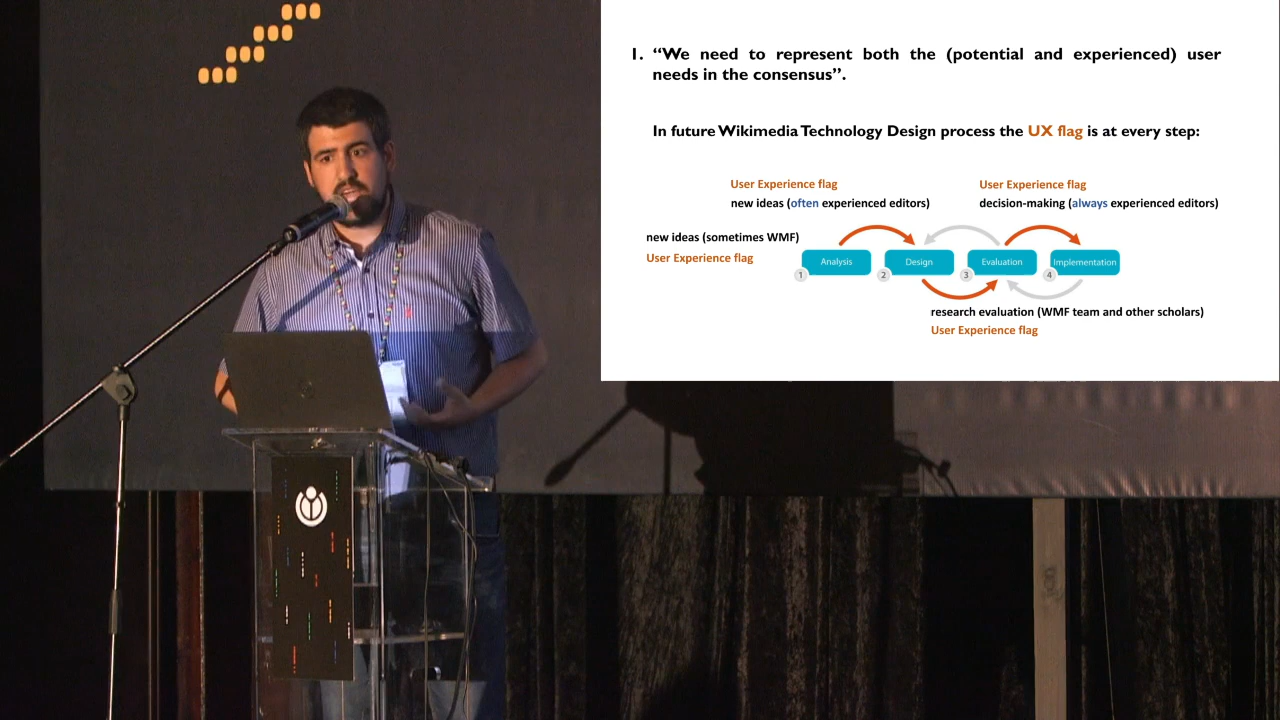 1. “We need to represent both the (potential and experienced) user
needs in the consensus”.
In future Wikimedia Technology Design process the UX flag is at every step:
User Experience flag
new ideas (often experienced editors)
User Experience flag
decision-making (always experienced editors)
new ideas (sometimes WMF)
User Experience flag
Analysis
1
Design
2
Evaluation
3
Implementation
4
research evaluation (WMF team and other scholars)
User Experience flag